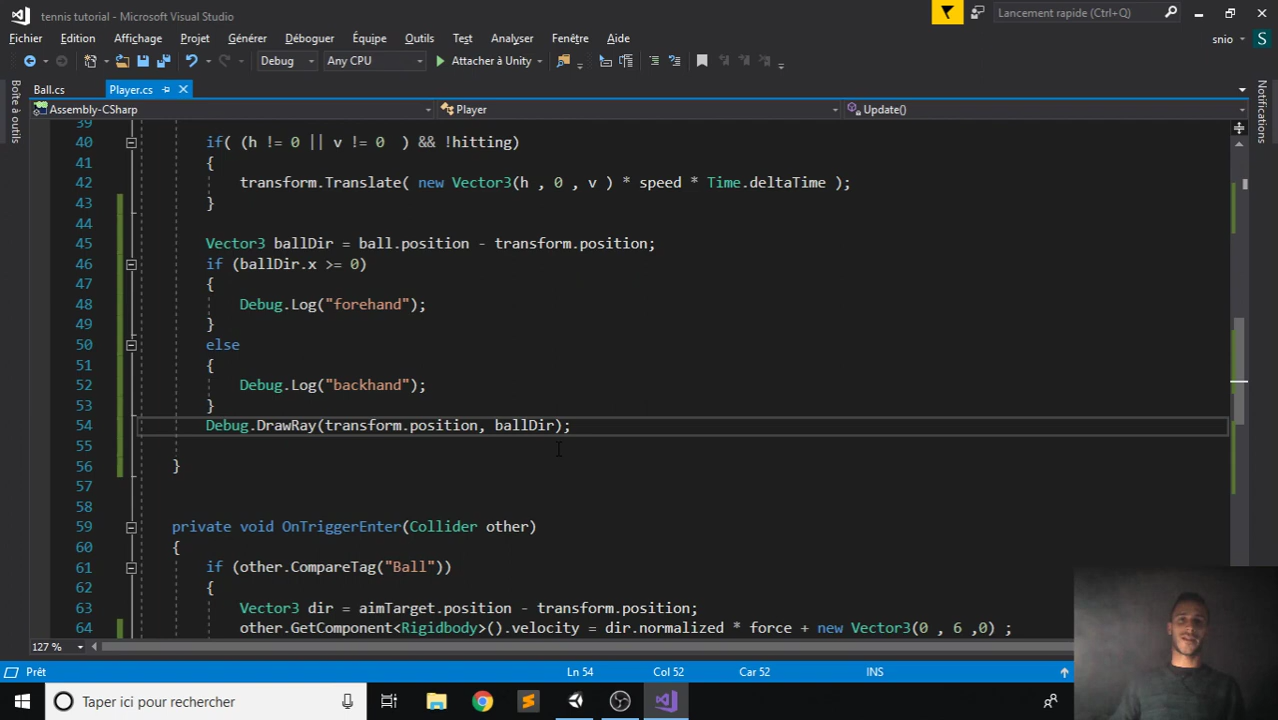 tennis tutorial - Microsoft Visual Studio
Lancement rapide (Ctrl+Q)
Fichier Edition Affichage Projet Générer Déboguer Équipe Outils Test Analyser Fenêtre Aide
snio S
Debug Any CPU Attacher à Unity
Boîte à outils
Ball.cs Player.cs
Notifications
Assembly-CSharp Player Update()
39
40 if( (h != 0 || v != 0 ) && !hitting)
41 {
42 transform.Translate( new Vector3(h , 0 , v ) * speed * Time.deltaTime );
43 }
44
45 Vector3 ballDir = ball.position - transform.position;
46 if (ballDir.x >= 0)
47 {
48 Debug.Log("forehand");
49 }
50 else
51 {
52 Debug.Log("backhand");
53 }
54 Debug.DrawRay(transform.position, ballDir);
55
56 }
57
58
59 private void OnTriggerEnter(Collider other)
60 {
61 if (other.CompareTag("Ball"))
62 {
63 Vector3 dir = aimTarget.position - transform.position;
64 other.GetComponent<Rigidbody>().velocity = dir.normalized * force + new Vector3(0 , 6 ,0) ;
127 %
Prêt Ln 54 Col 52 Car 52 INS
Taper ici pour rechercher